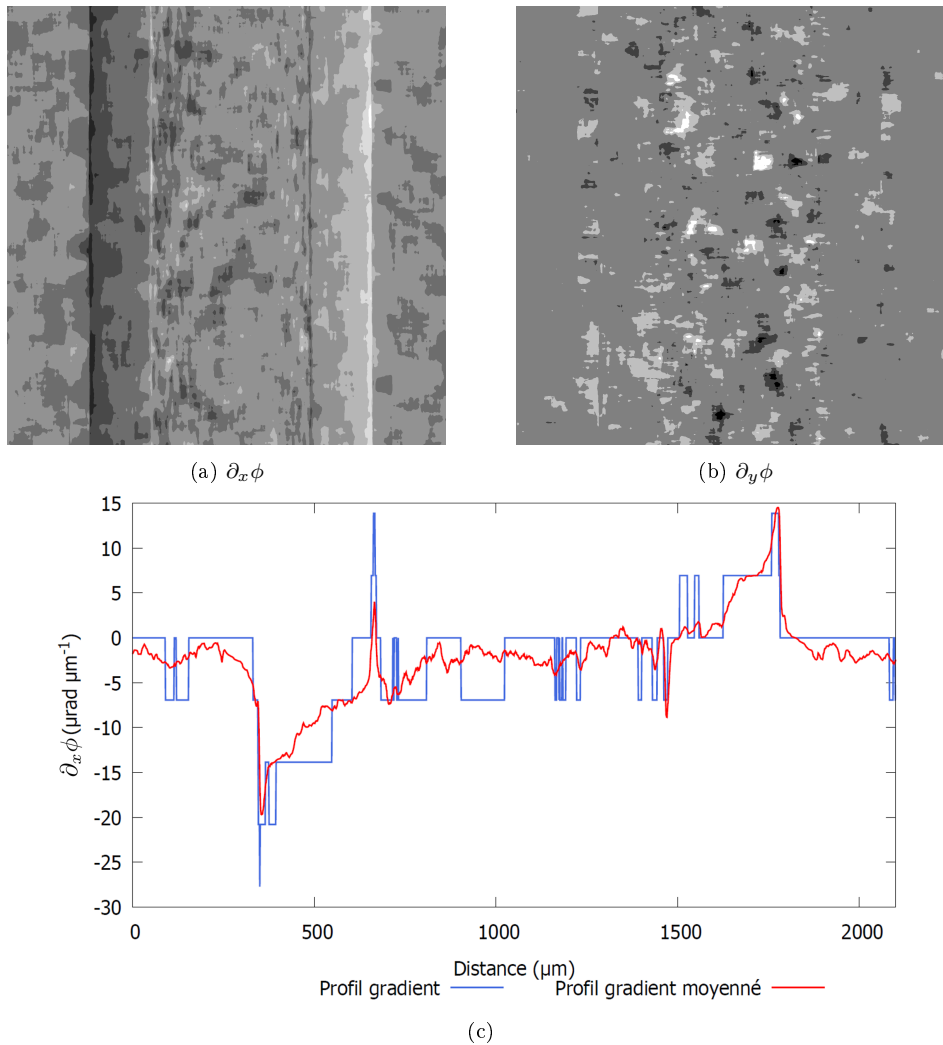 (a) ∂ₓϕ
(b) ∂ᵧϕ
15
10
5
0
-5
-10
-15
-20
-25
-30
∂ₓϕ (µrad µm⁻¹)
0 500 1000 1500 2000
Distance (µm)
Profil gradient Profil gradient moyenné
(c)